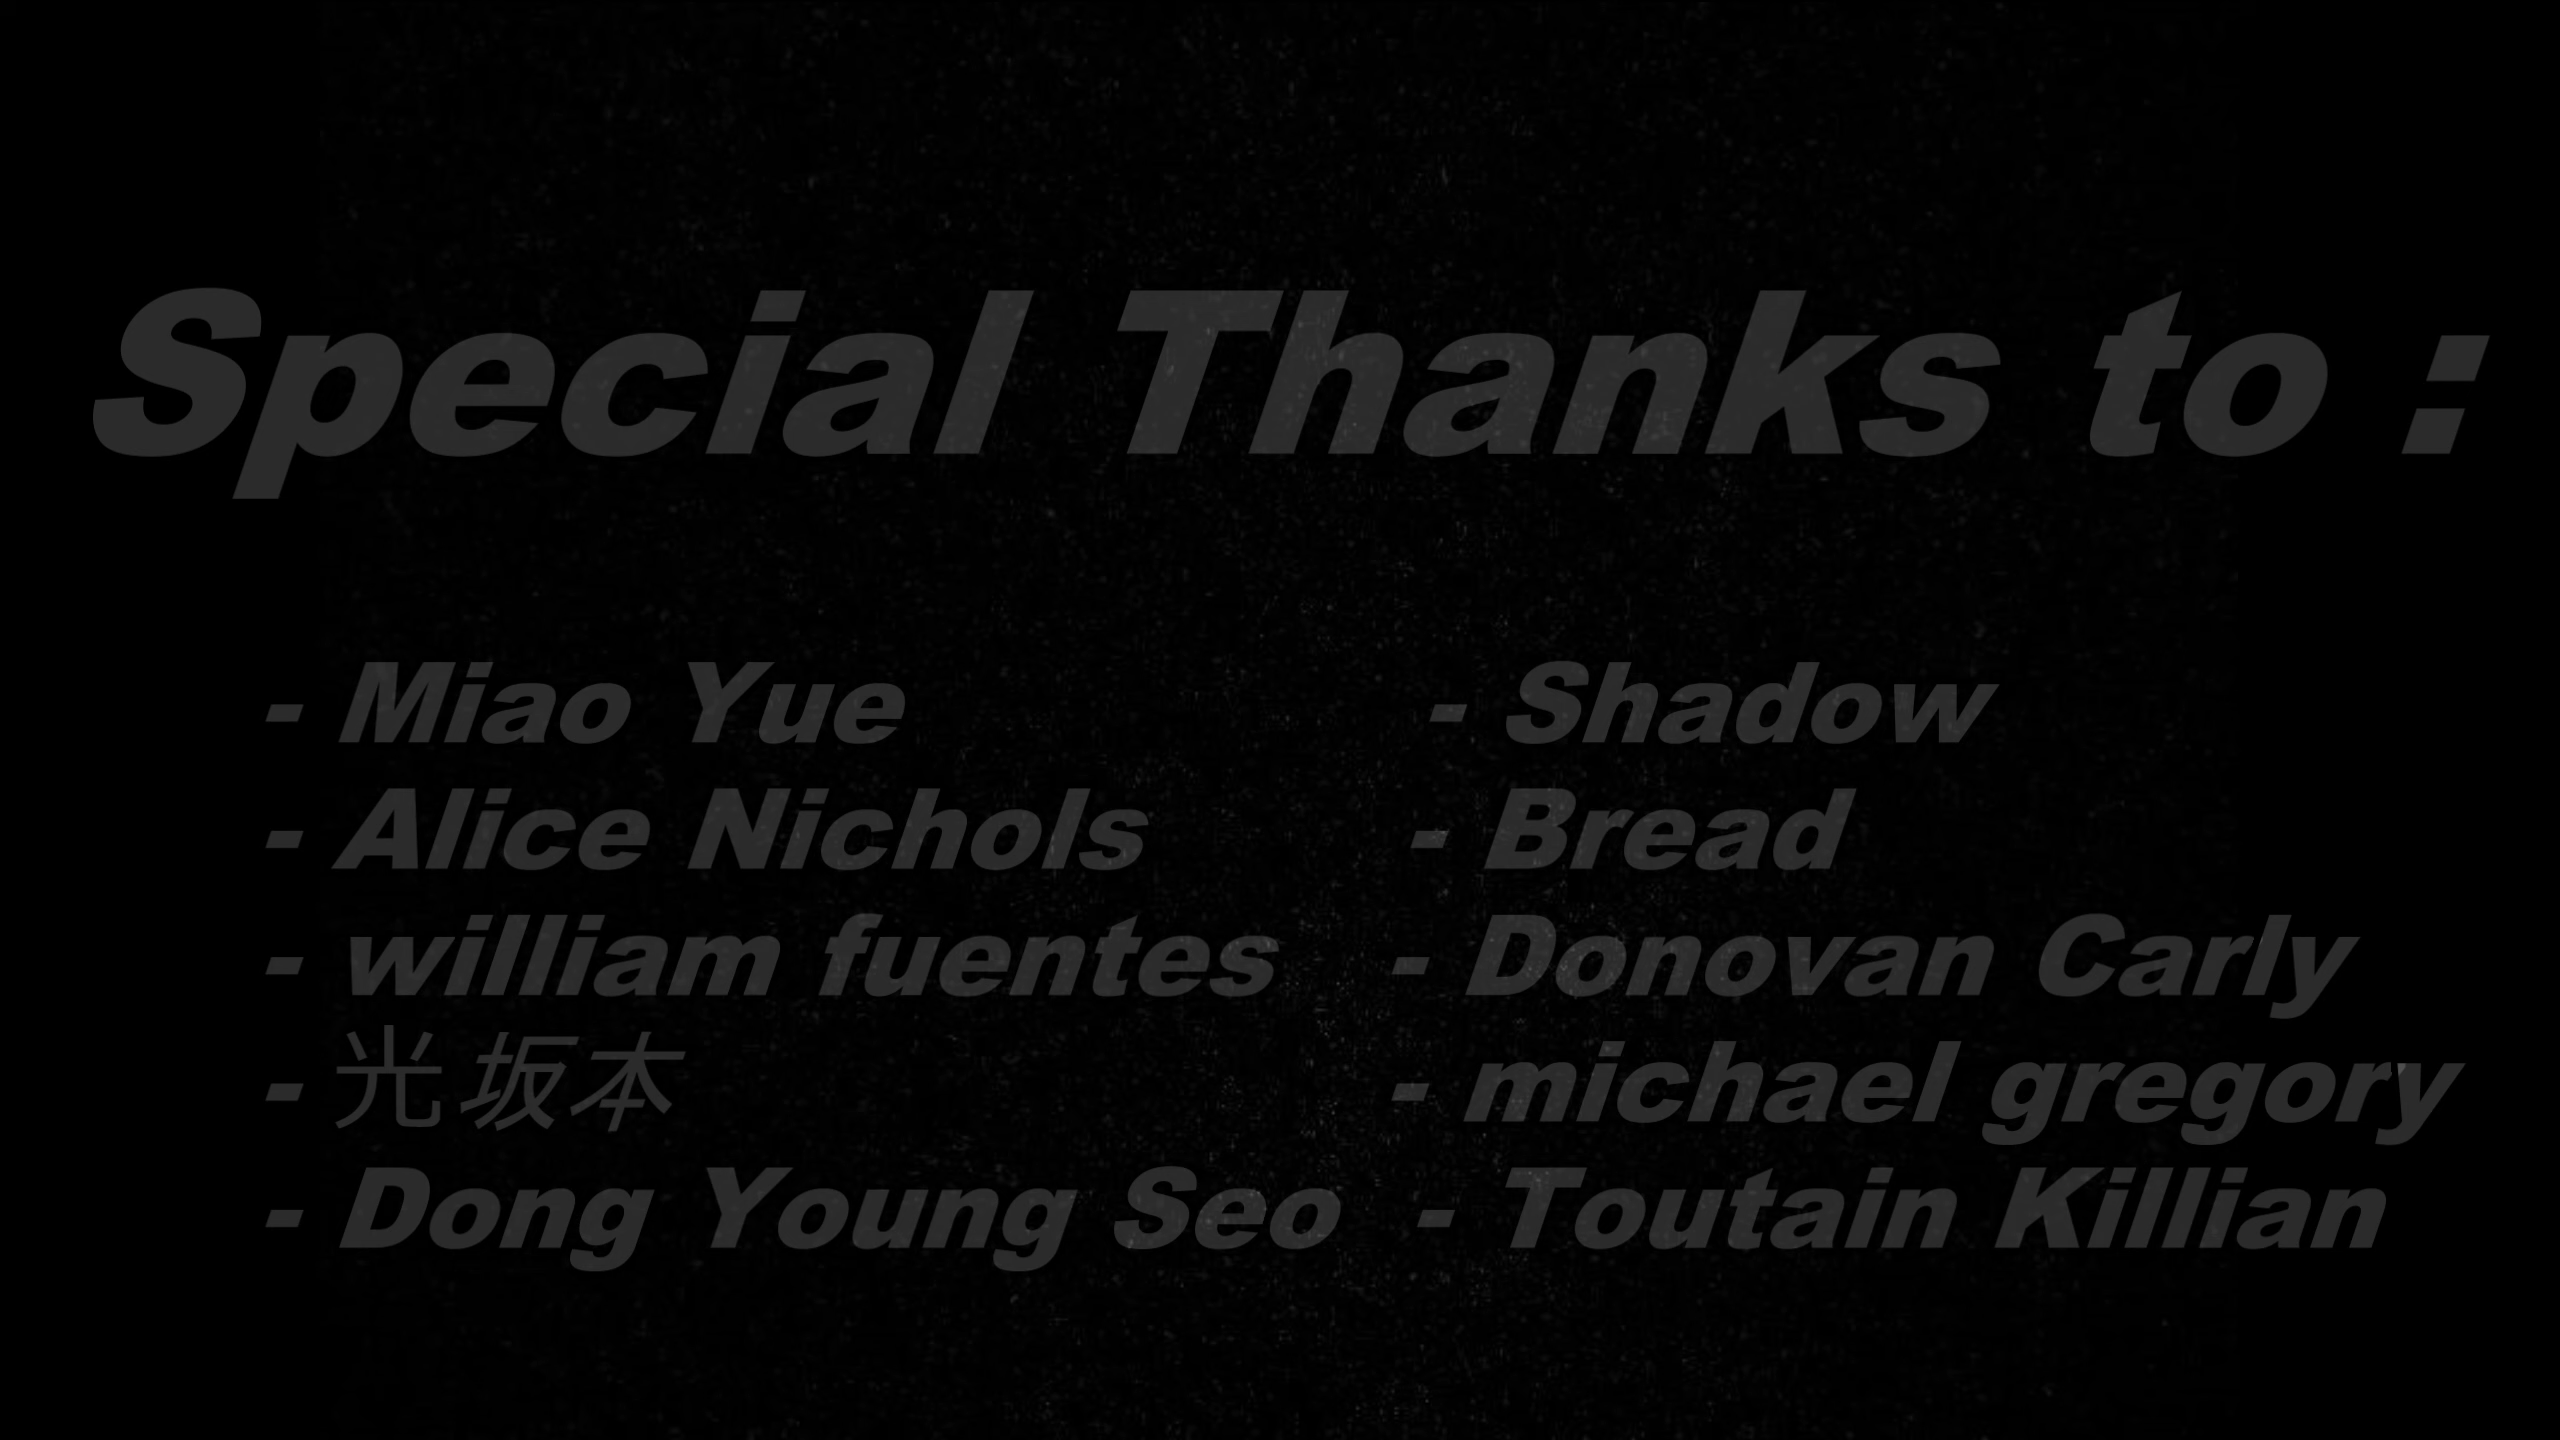 Special Thanks to :
- Miao Yue
- Alice Nichols
- william fuentes
- 光坂本
- Dong Young Seo
- Shadow
- Bread
- Donovan Carly
- michael gregory
- Toutain Killian